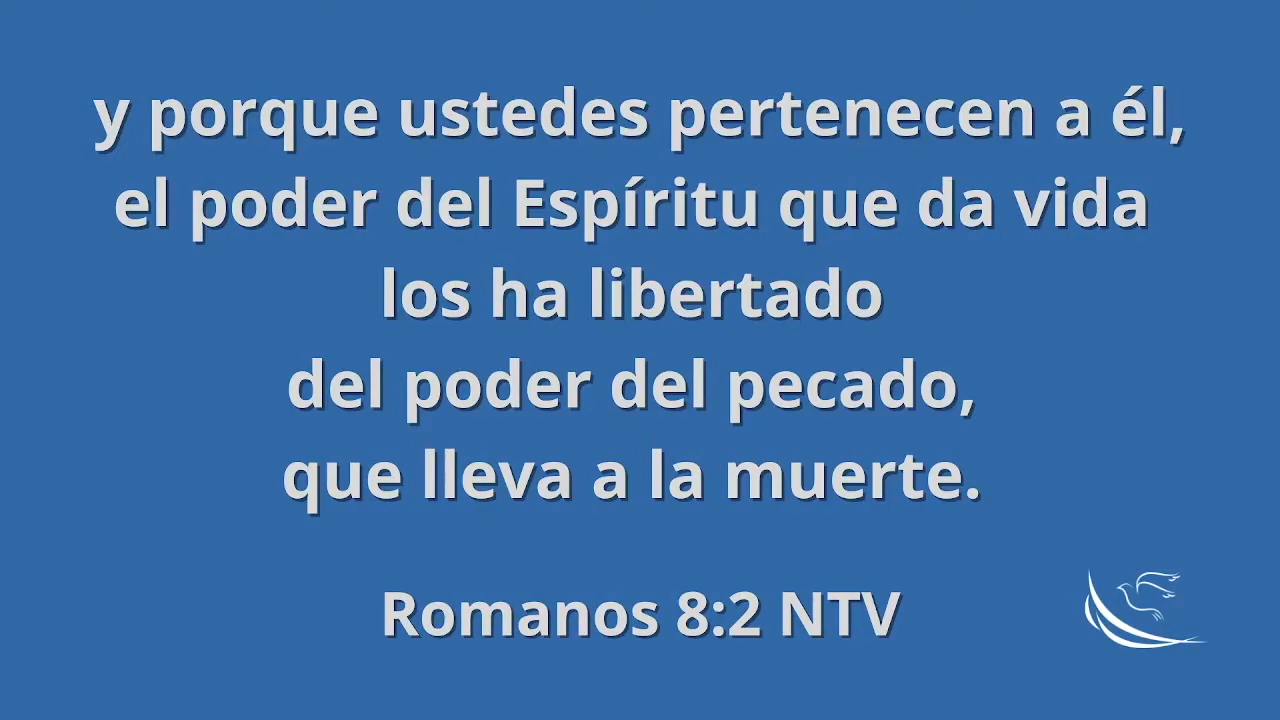 y porque ustedes pertenecen a él,
el poder del Espíritu que da vida
los ha libertado
del poder del pecado,
que lleva a la muerte.
Romanos 8:2 NTV